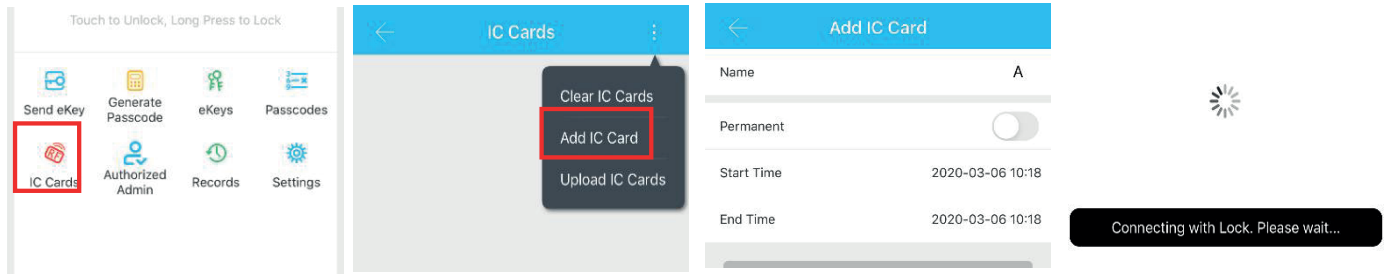 Touch to Unlock, Long Press to Lock
Send eKey
Generate
Passcode
eKeys
Passcodes
IC Cards
Authorized
Admin
Records
Settings
IC Cards
Clear IC Cards
Add IC Card
Upload IC Cards
Add IC Card
Name A
Permanent
Start Time 2020-03-06 10:18
End Time 2020-03-06 10:18
Connecting with Lock. Please wait...